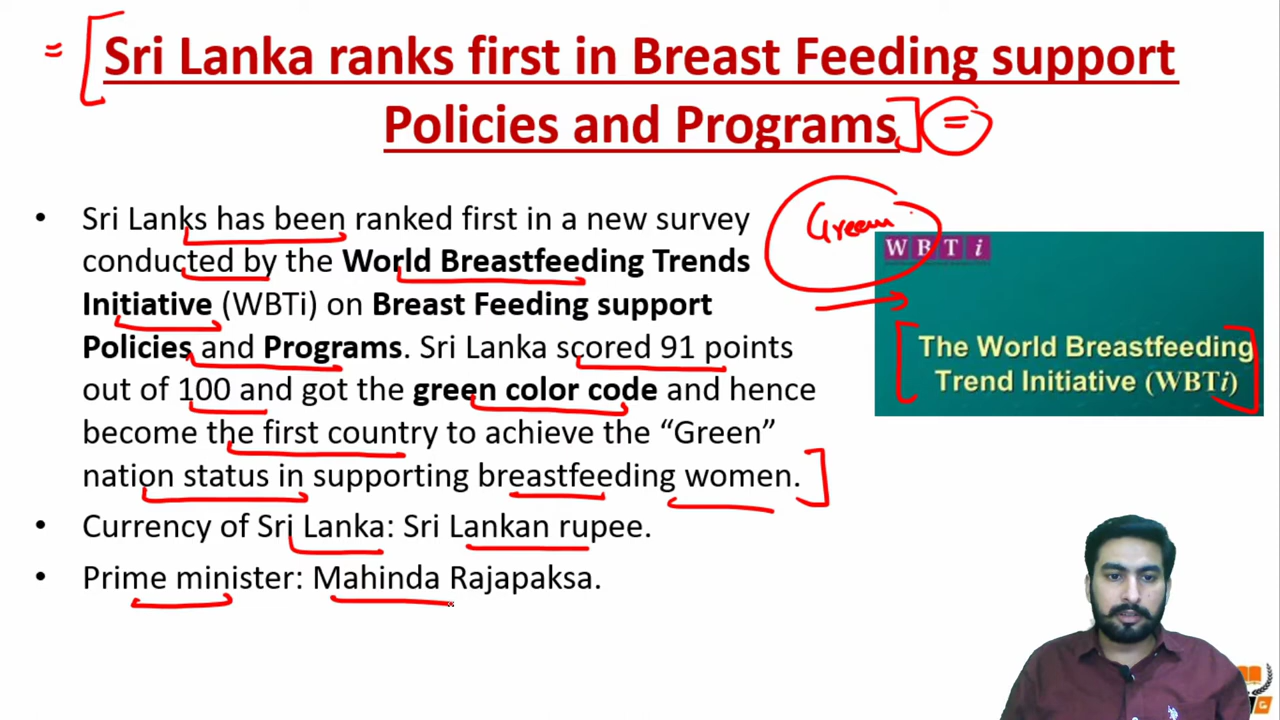 = Sri Lanka ranks first in Breast Feeding support
Policies and Programs =
• Sri Lanks has been ranked first in a new survey
conducted by the World Breastfeeding Trends
Initiative (WBTi) on Breast Feeding support
Policies and Programs. Sri Lanka scored 91 points
out of 100 and got the green color code and hence
become the first country to achieve the “Green”
nation status in supporting breastfeeding women.
• Currency of Sri Lanka: Sri Lankan rupee.
• Prime minister: Mahinda Rajapaksa.
Green
WBTi
The World Breastfeeding
Trend Initiative (WBTi)